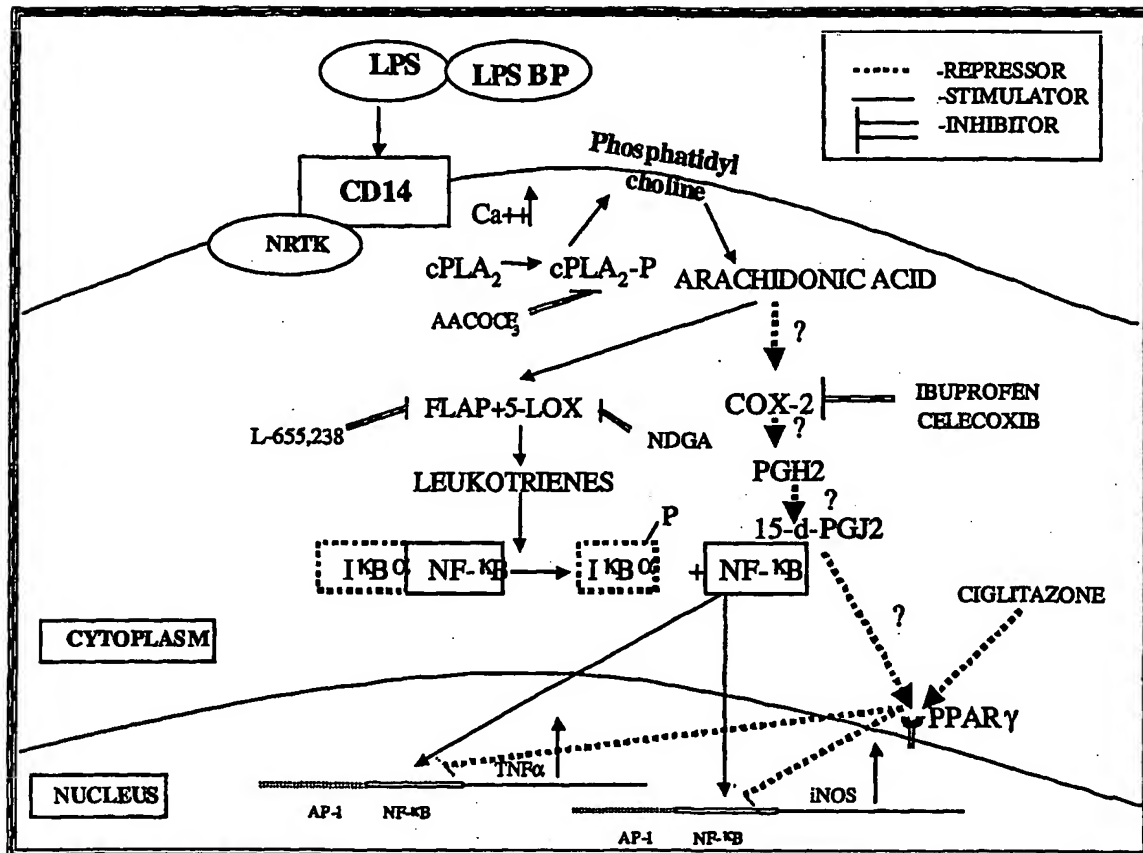 LPS
LPS BP
-REPRESSOR
-STIMULATOR
-INHIBITOR
CD14
NRTK
Ca++
Phosphatidyl
choline
cPLA2
cPLA2-P
ARACHIDONIC ACID
AACOCF3
?
FLAP+5-LOX
COX-2
IBUPROFEN
CELECOXIB
L-655,238
NDGA
?
LEUKOTRIENES
PGH2
?
15-d-PGJ2
P
IκBα
NF-κB
IκBα
+
NF-κB
CIGLITAZONE
?
CYTOPLASM
PPARγ
TNFα
NUCLEUS
AP-1
NF-κB
iNOS
AP-1
NF-κB